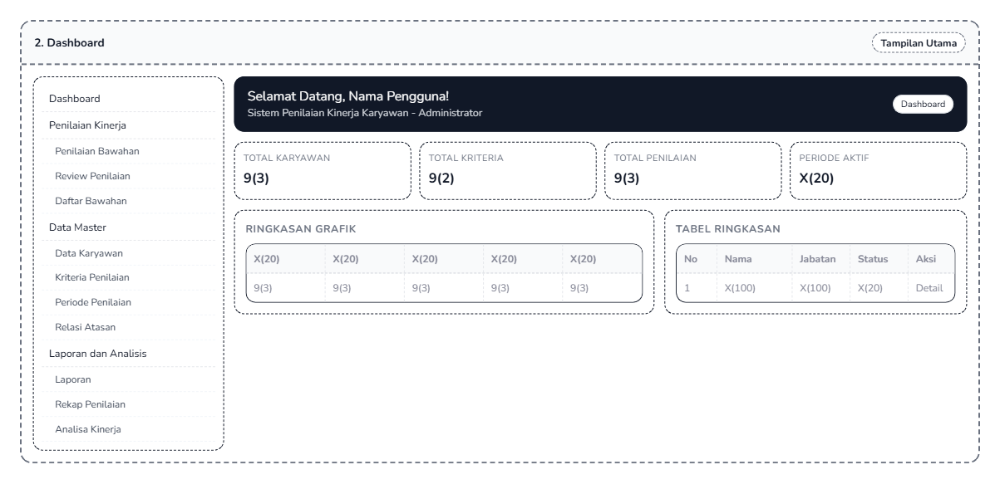 2. Dashboard
Tampilan Utama
Dashboard
Penilaian Kinerja
Penilaian Bawahan
Review Penilaian
Daftar Bawahan
Data Master
Data Karyawan
Kriteria Penilaian
Periode Penilaian
Relasi Atasan
Laporan dan Analisis
Laporan
Rekap Penilaian
Analisa Kinerja
Selamat Datang, Nama Pengguna!
Sistem Penilaian Kinerja Karyawan - Administrator
Dashboard
TOTAL KARYAWAN
9(3)
TOTAL KRITERIA
9(2)
TOTAL PENILAIAN
9(3)
PERIODE AKTIF
X(20)
RINGKASAN GRAFIK
X(20) X(20) X(20) X(20) X(20)
9(3) 9(3) 9(3) 9(3) 9(3)
TABEL RINGKASAN
No Nama Jabatan Status Aksi
1 X(100) X(100) X(20) Detail